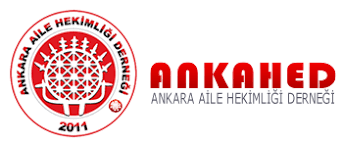 ANKARA AİLE HEKİMLİĞİ DERNEĞİ
2011
ANKAHED
ANKARA AİLE HEKİMLİĞİ DERNEĞİ